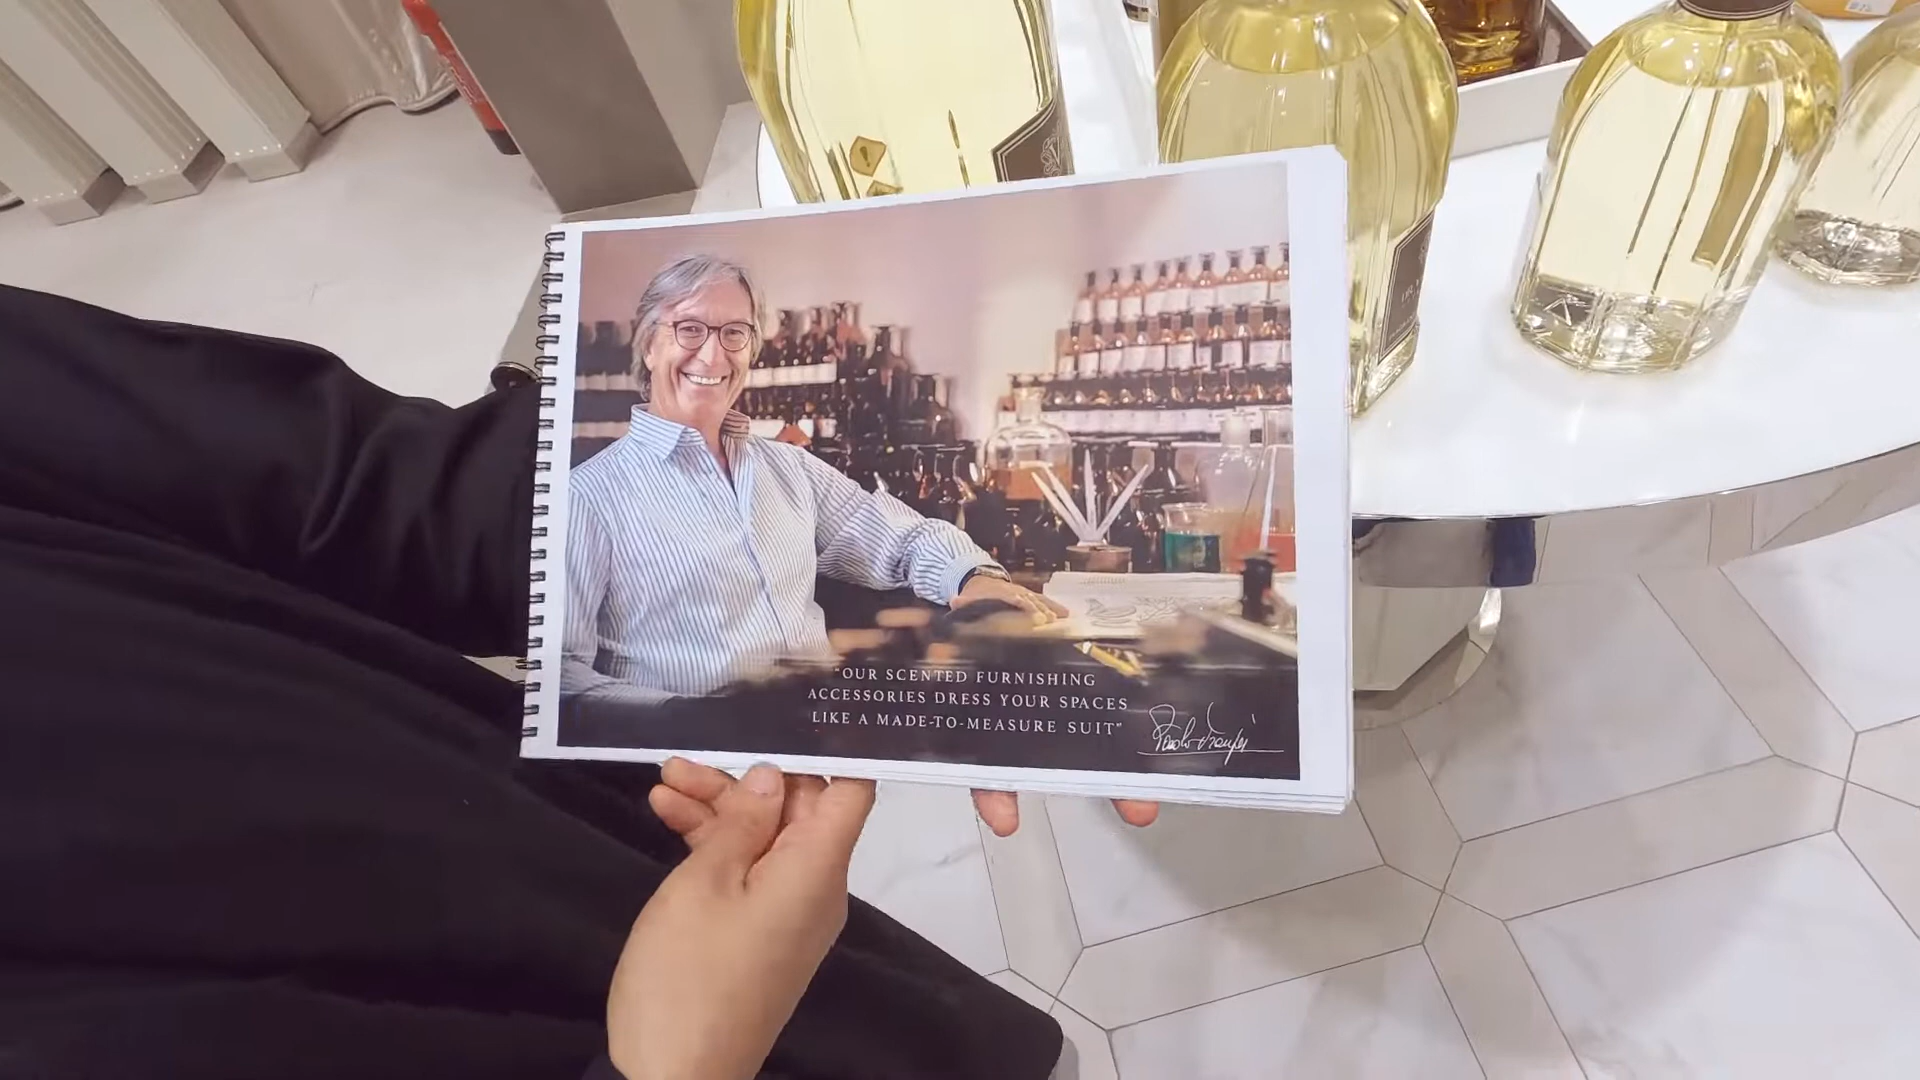 "OUR SCENTED FURNISHING
ACCESSORIES DRESS YOUR SPACES
LIKE A MADE-TO-MEASURE SUIT"